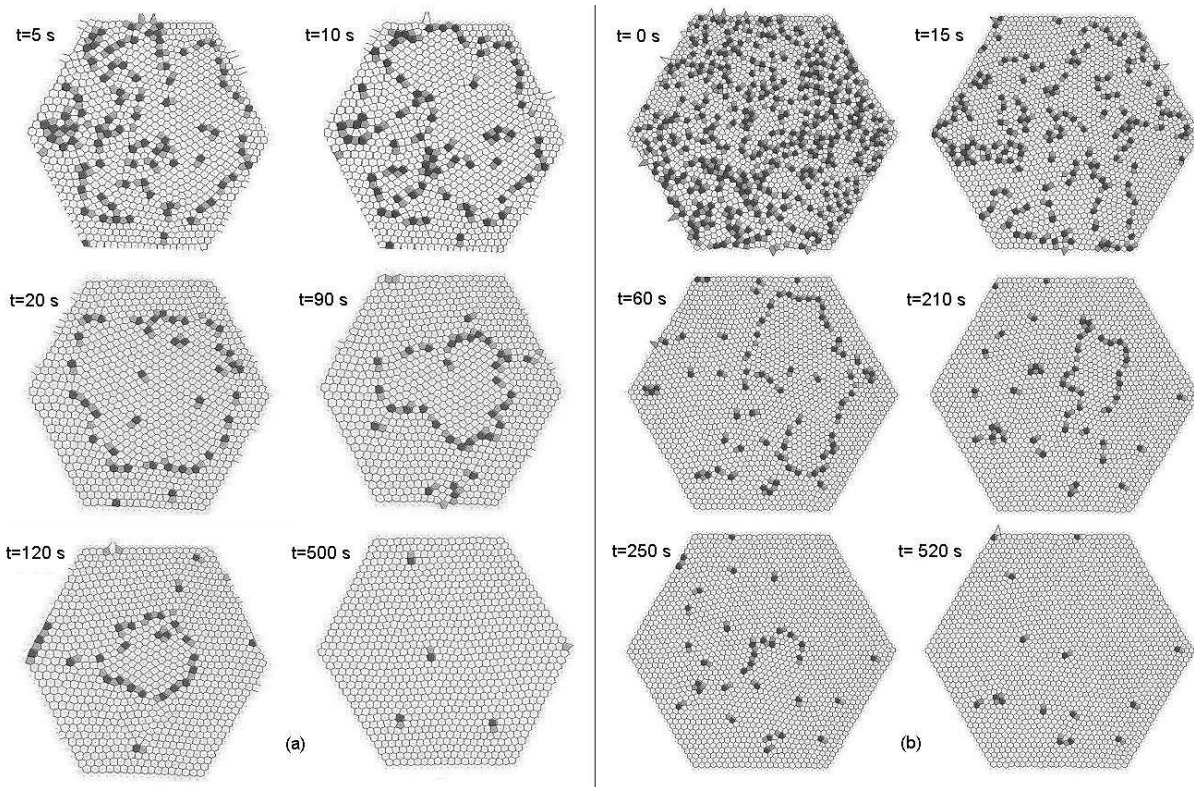 t=5 s
t=10 s
t=20 s
t=90 s
t=120 s
t=500 s
(a)
t= 0 s
t=15 s
t=60 s
t=210 s
t=250 s
t= 520 s
(b)